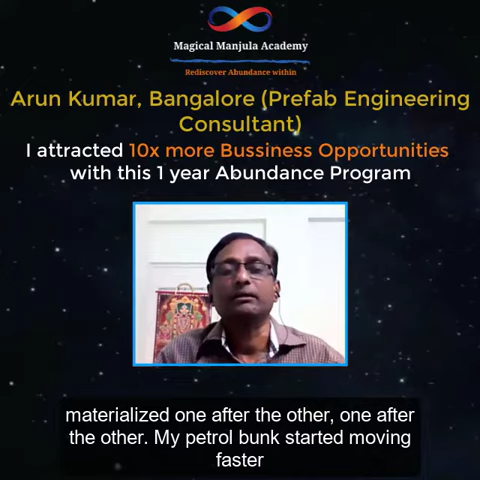 Magical Manjula Academy
Rediscover Abundance within
Arun Kumar, Bangalore (Prefab Engineering
Consultant)
I attracted 10x more Bussiness Opportunities
with this 1 year Abundance Program
materialized one after the other, one after
the other. My petrol bunk started moving
faster